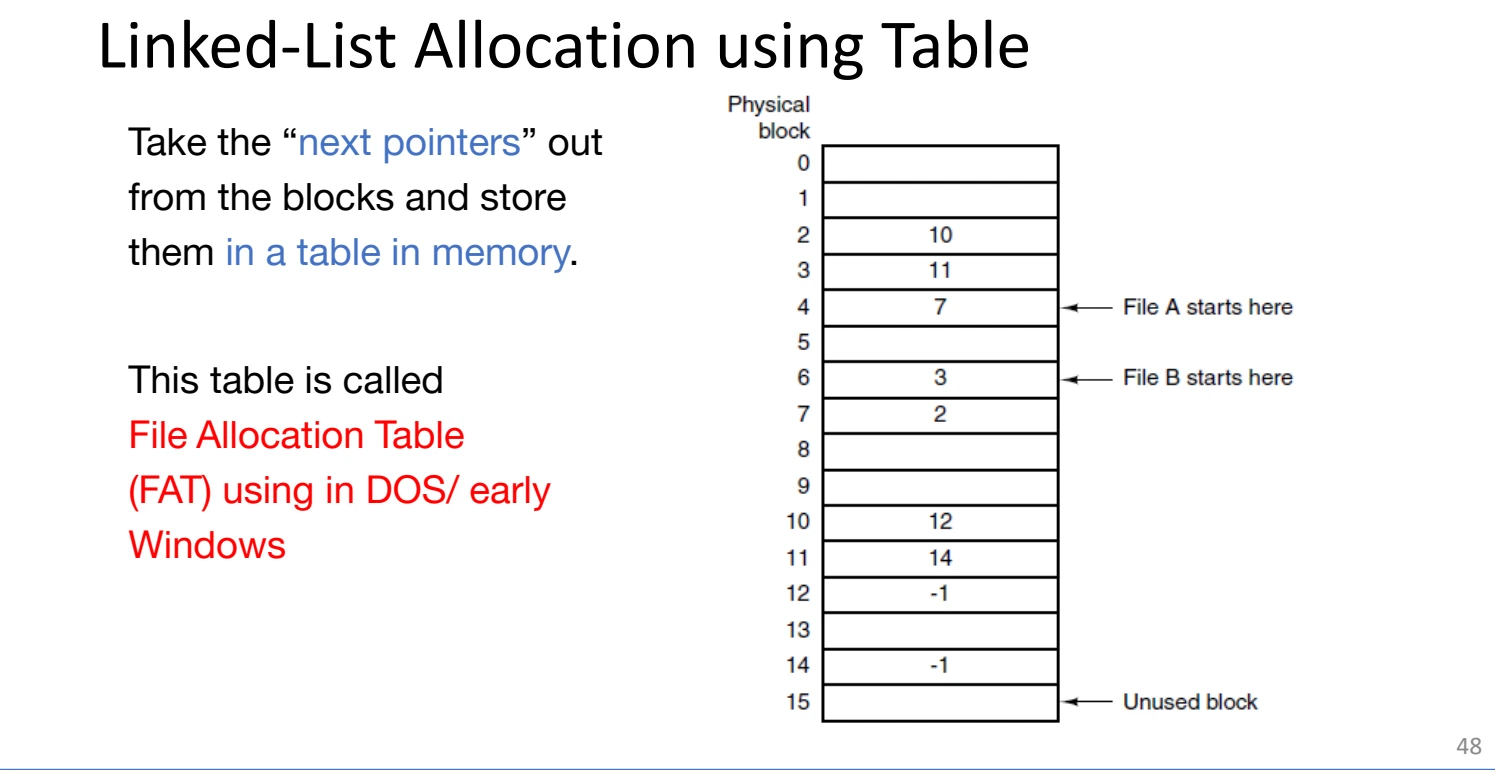 Linked-List Allocation using Table
Take the “next pointers” out
from the blocks and store
them in a table in memory.
This table is called
File Allocation Table
(FAT) using in DOS/ early
Windows
Physical
block
0
1
2 10
3 11
4 7 File A starts here
5
6 3 File B starts here
7 2
8
9
10 12
11 14
12 -1
13
14 -1
15 Unused block
48